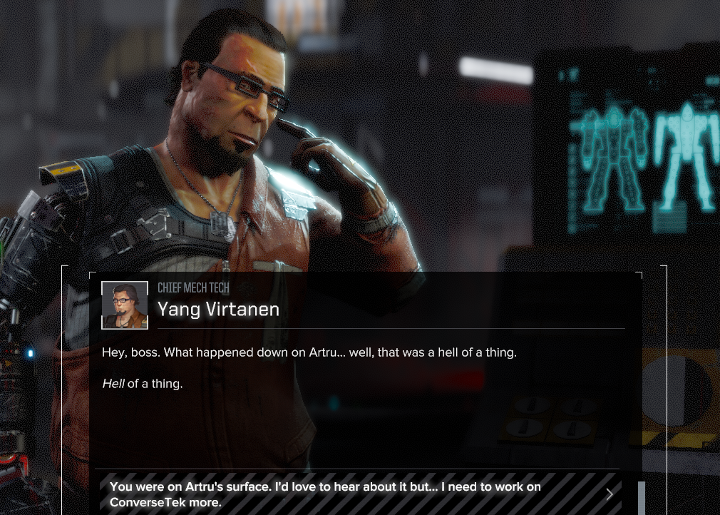 CHIEF MECH TECH
Yang Virtanen
Hey, boss. What happened down on Artru... well, that was a hell of a thing.
Hell of a thing.
You were on Artru's surface. I'd love to hear about it but... I need to work on
ConverseTek more.